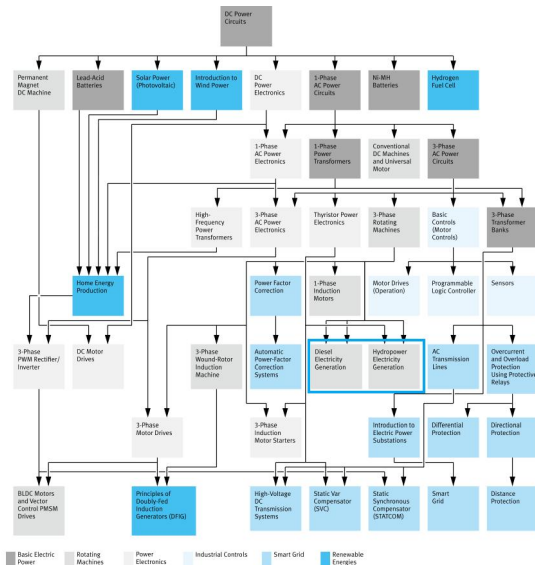 DC Power
Circuits
Permanent
Magnet
DC Machine
Lead-Acid
Batteries
Solar Power
(Photovoltaic)
Introduction to
Wind Power
DC
Power
Electronics
1-Phase
AC Power
Circuits
Ni-MH
Batteries
Hydrogen
Fuel Cell
1-Phase
AC Power
Electronics
1-Phase
Power
Transformers
Conventional
DC Machines and
Universal
Motor
3-Phase
AC Power
Circuits
High-
Frequency
Power
Transformers
3-Phase
AC Power
Electronics
Thyristor Power
Electronics
3-Phase
Rotating
Machines
Basic
Controls
(Motor
Controls)
3-Phase
Transformer
Banks
Home Energy
Production
Power Factor
Correction
1-Phase
Induction
Motors
Motor Drives
(Operation)
Programmable
Logic Controller
Sensors
3-Phase
PWM Rectifier/
Inverter
DC Motor
Drives
3-Phase
Wound-Rotor
Induction
Machine
Automatic
Power-Factor
Correction
Systems
Diesel
Electricity
Generation
Hydropower
Electricity
Generation
AC
Transmission
Lines
Overcurrent
and Overload
Protection
Using Protective
Relays
3-Phase
Motor Drives
3-Phase
Induction
Motor Starters
Introduction to
Electric Power
Substations
Differential
Protection
Directional
Protection
BLDC Motors
and Vector
Control PMSM
Drives
Principles of
Doubly-Fed
Induction
Generators (DFIG)
High-Voltage
DC
Transmission
Systems
Static Var
Compensator
(SVC)
Static
Synchronous
Compensator
(STATCOM)
Smart
Grid
Distance
Protection
Basic Electric
Power
Rotating
Machines
Power
Electronics
Industrial Controls
Smart Grid
Renewable
Energies